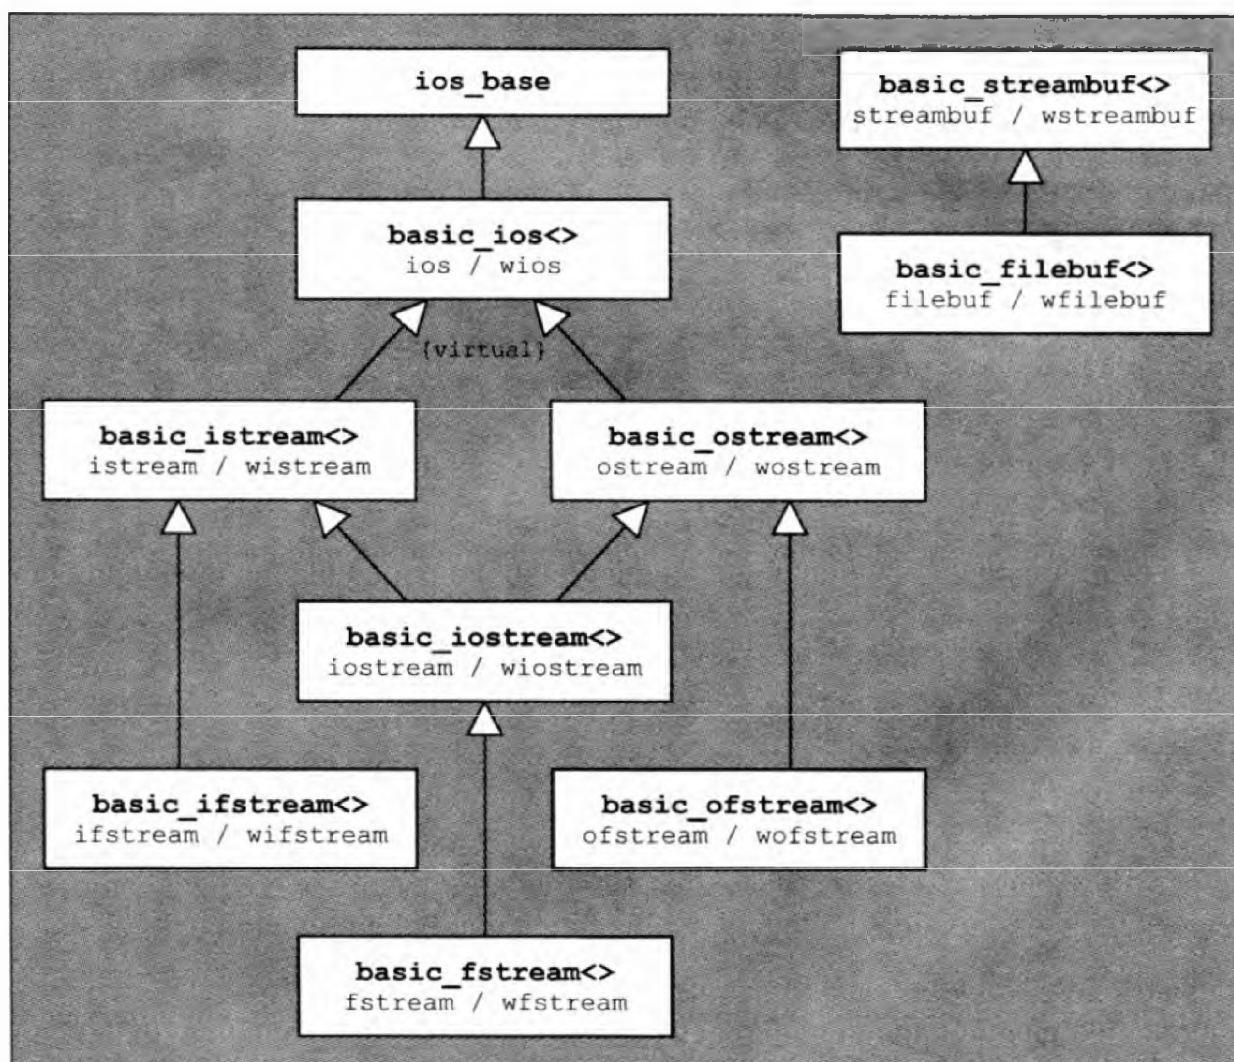 ios_base
basic_streambuf<>
streambuf / wstreambuf
basic_ios<>
ios / wios
basic_filebuf<>
filebuf / wfilebuf
{virtual}
basic_istream<>
istream / wistream
basic_ostream<>
ostream / wostream
basic_iostream<>
iostream / wiostream
basic_ifstream<>
ifstream / wifstream
basic_ofstream<>
ofstream / wofstream
basic_fstream<>
fstream / wfstream